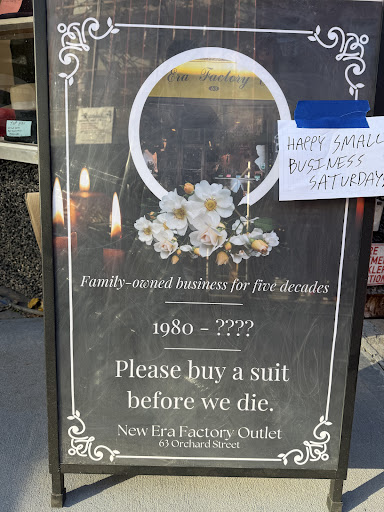 Era Factory
HAPPY SMALL
BUSINESS
SATURDAY
Family-owned business for five decades
1980 - ????
Please buy a suit
before we die.
New Era Factory Outlet
63 Orchard Street